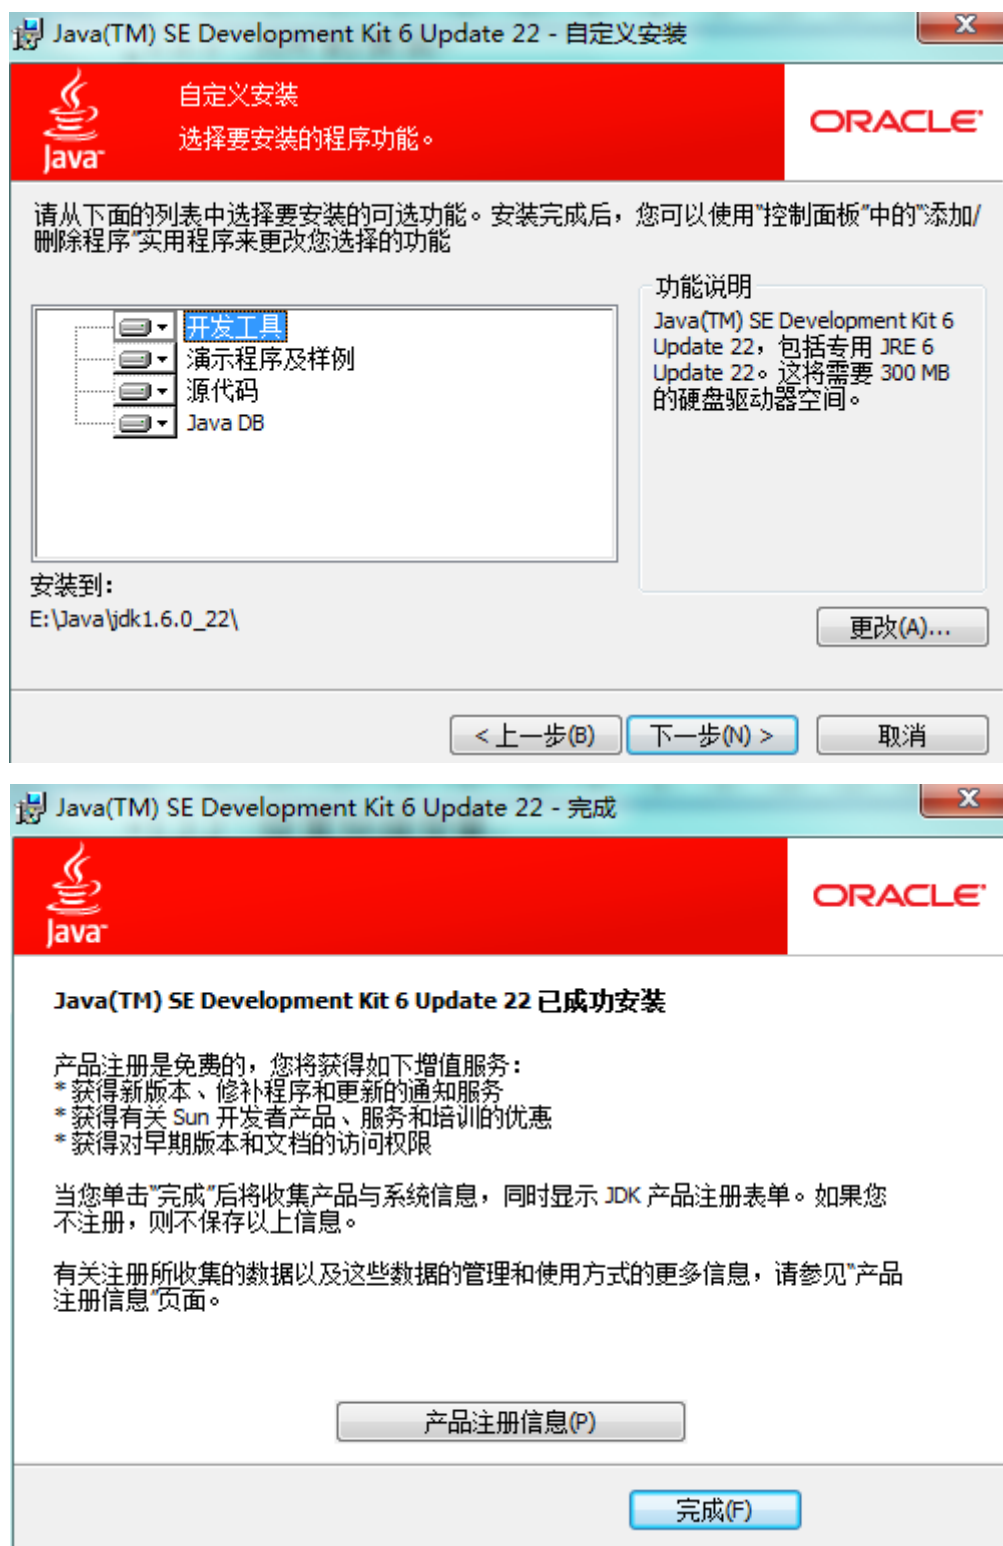 Java(TM) SE Development Kit 6 Update 22 - 自定义安装
自定义安装
选择要安装的程序功能。
Java
ORACLE
请从下面的列表中选择要安装的可选功能。安装完成后，您可以使用"控制面板"中的"添加/
删除程序"实用程序来更改您选择的功能
开发工具
演示程序及样例
源代码
Java DB
功能说明
Java(TM) SE Development Kit 6
Update 22，包括专用 JRE 6
Update 22。这将需要 300 MB
的硬盘驱动器空间。
安装到：
E:\Java\jdk1.6.0_22\
更改(A)...
< 上一步(B)
下一步(N) >
取消
Java(TM) SE Development Kit 6 Update 22 - 完成
Java
ORACLE
Java(TM) SE Development Kit 6 Update 22 已成功安装
产品注册是免费的，您将获得如下增值服务：
* 获得新版本、修补程序和更新的通知服务
* 获得有关 Sun 开发者产品、服务和培训的优惠
* 获得对早期版本和文档的访问权限
当您单击"完成"后将收集产品与系统信息，同时显示 JDK 产品注册表单。如果您
不注册，则不保存以上信息。
有关注册所收集的数据以及这些数据的管理和使用方式的更多信息，请参见"产品
注册信息"页面。
产品注册信息(P)
完成(F)